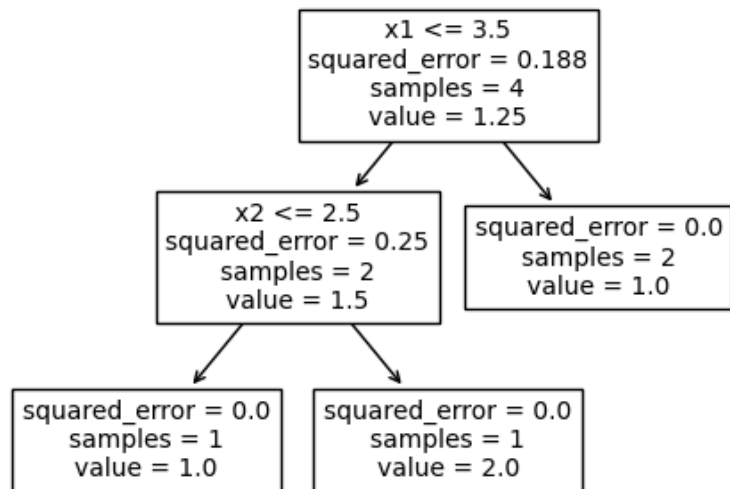 x1 <= 3.5
squared_error = 0.188
samples = 4
value = 1.25
x2 <= 2.5
squared_error = 0.25
samples = 2
value = 1.5
squared_error = 0.0
samples = 2
value = 1.0
squared_error = 0.0
samples = 1
value = 1.0
squared_error = 0.0
samples = 1
value = 2.0